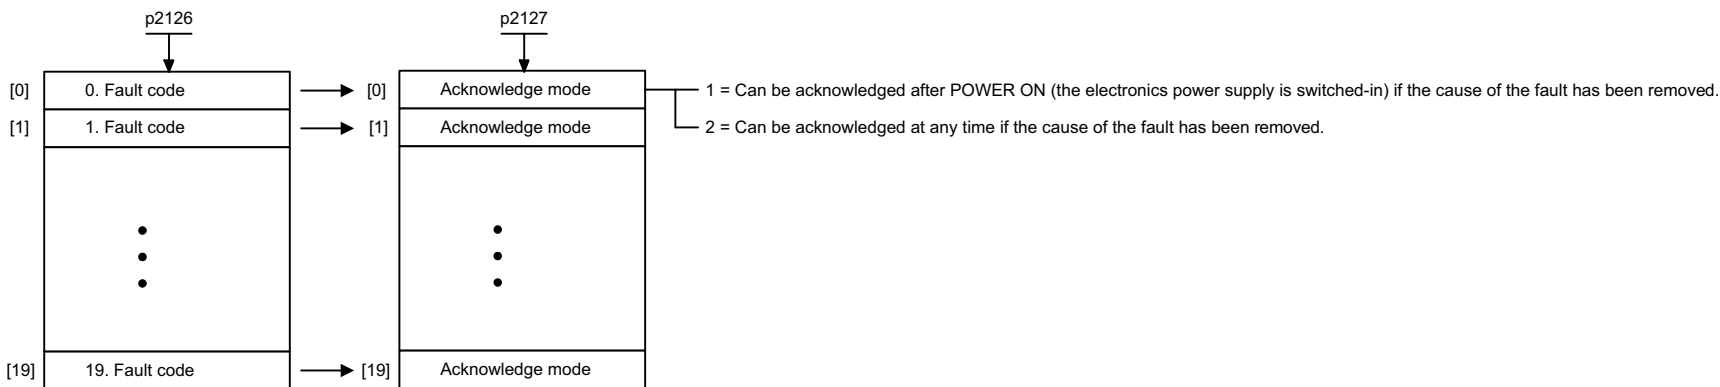 p2126 p2127
[0] 0. Fault code [0] Acknowledge mode 1 = Can be acknowledged after POWER ON (the electronics power supply is switched-in) if the cause of the fault has been removed.
[1] 1. Fault code [1] Acknowledge mode 2 = Can be acknowledged at any time if the cause of the fault has been removed.
[19] 19. Fault code [19] Acknowledge mode